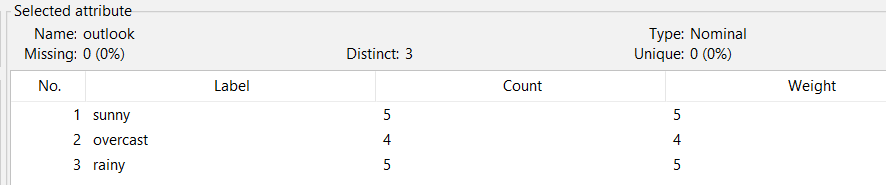 Selected attribute
Name: outlook Type: Nominal
Missing: 0 (0%) Distinct: 3 Unique: 0 (0%)
No. Label Count Weight
1 sunny 5 5
2 overcast 4 4
3 rainy 5 5